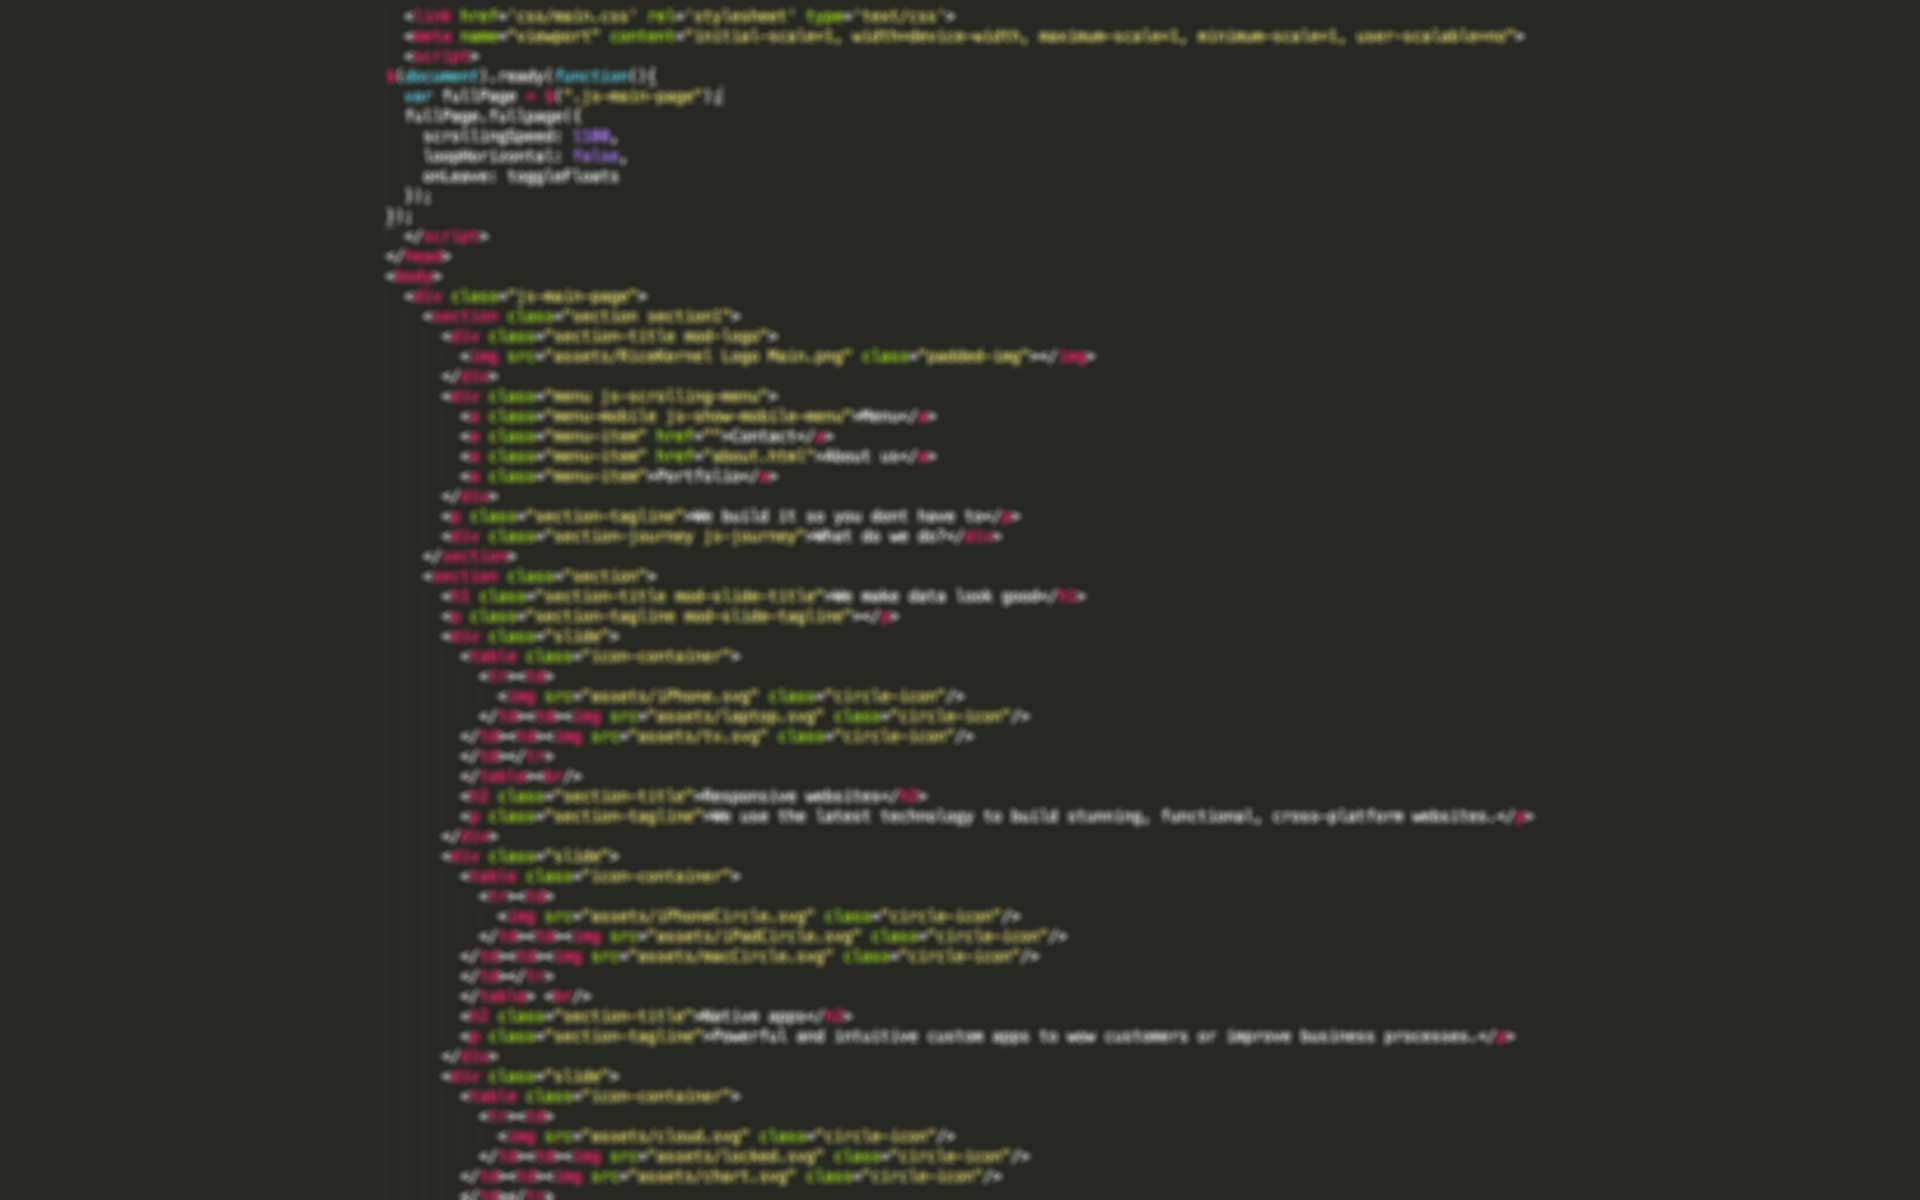 <link href='css/main.css' rel='stylesheet' type='text/css'>
<meta name="viewport" content="initial-scale=1, width=device-width, maximum-scale=1, minimum-scale=1, user-scalable=no">
<script>
$(document).ready(function(){
var fullPage = $(".js-main-page");
fullPage.fullpage({
scrollingSpeed: 1100,
loopHorizontal: false,
onLeave: toggleFloats
});
});
</script>
</head>
<body>
<div class="js-main-page">
<section class="section section1">
<div class="section-title mod-logo">
<img src="assets/RiceKernel Logo Main.png" class="padded-img"></img>
</div>
<div class="menu js-scrolling-menu">
<a class="menu-mobile js-show-mobile-menu">Menu</a>
<a class="menu-item" href="">Contact</a>
<a class="menu-item" href="about.html">About us</a>
<a class="menu-item">Portfolio</a>
</div>
<p class="section-tagline">We build it so you dont have to</p>
<div class="section-journey js-journey">What do we do?</div>
</section>
<section class="section">
<h1 class="section-title mod-slide-title">We make data look good</h1>
<p class="section-tagline mod-slide-tagline"></p>
<div class="slide">
<table class="icon-container">
<tr><td>
<img src="assets/iPhone.svg" class="circle-icon"/>
</td><td><img src="assets/laptop.svg" class="circle-icon"/>
</td><td><img src="assets/tv.svg" class="circle-icon"/>
</td></tr>
</table><br/>
<h2 class="section-title">Responsive websites</h2>
<p class="section-tagline">We use the latest technology to build stunning, functional, cross-platform websites.</p>
</div>
<div class="slide">
<table class="icon-container">
<tr><td>
<img src="assets/iPhoneCircle.svg" class="circle-icon"/>
</td><td><img src="assets/iPadCircle.svg" class="circle-icon"/>
</td><td><img src="assets/macCircle.svg" class="circle-icon"/>
</td></tr>
</table> <br/>
<h2 class="section-title">Native apps</h2>
<p class="section-tagline">Powerful and intuitive custom apps to wow customers or improve business processes.</p>
</div>
<div class="slide">
<table class="icon-container">
<tr><td>
<img src="assets/cloud.svg" class="circle-icon"/>
</td><td><img src="assets/locked.svg" class="circle-icon"/>
</td><td><img src="assets/chart.svg" class="circle-icon"/>
</td></tr>